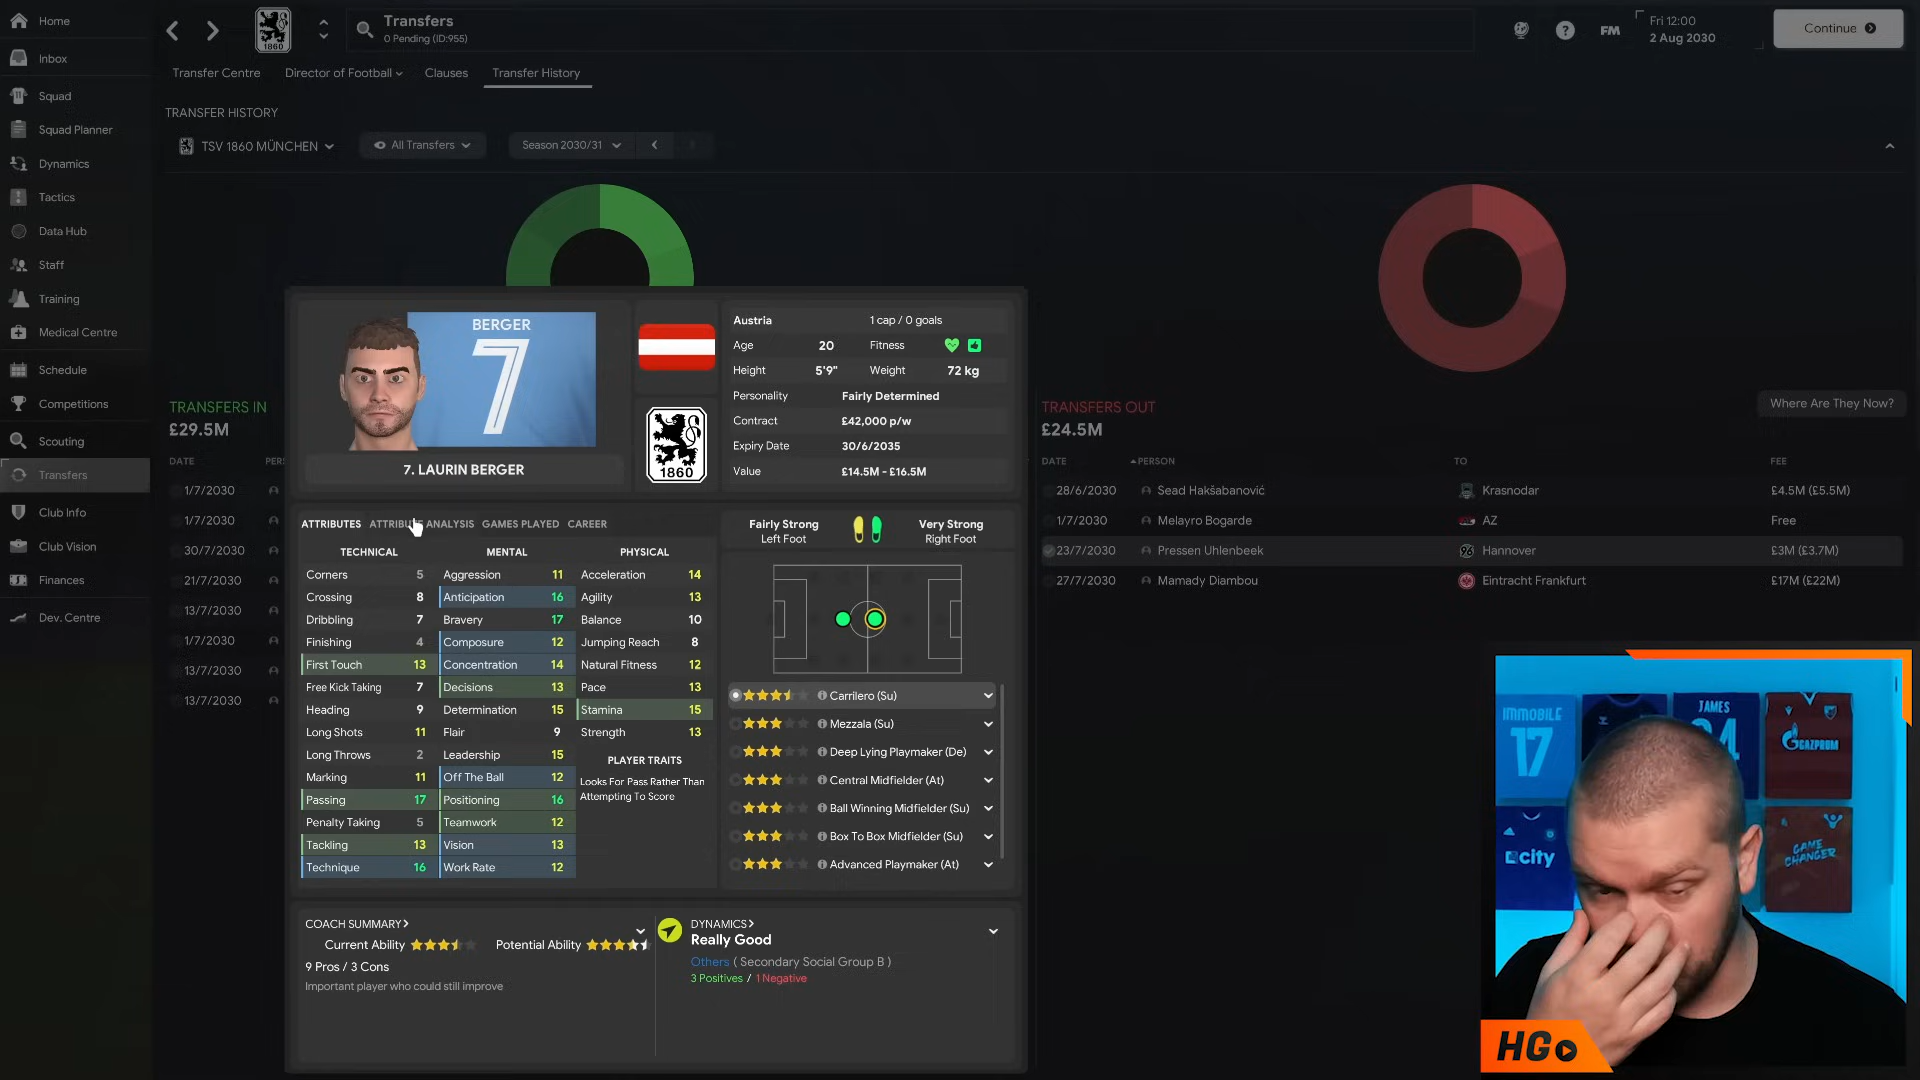 Home
Inbox
Squad
Squad Planner
Dynamics
Tactics
Data Hub
Staff
Training
Medical Centre
Schedule
Competitions
Scouting
Transfers
Club Info
Club Vision
Finances
Dev. Centre
1860
Transfers
0 Pending (ID:955)
FM
Fri 12:00
2 Aug 2030
Continue
Transfer Centre
Director of Football
Clauses
Transfer History
TRANSFER HISTORY
TSV 1860 MÜNCHEN
All Transfers
Season 2030/31
TRANSFERS IN
£29.5M
DATE
1/7/2030
1/7/2030
30/7/2030
21/7/2030
13/7/2030
1/7/2030
13/7/2030
13/7/2030
BERGER
7
7. LAURIN BERGER
1860
Austria 1 cap / 0 goals
Age 20 Fitness
Height 5'9" Weight 72 kg
Personality Fairly Determined
Contract £42,000 p/w
Expiry Date 30/6/2035
Value £14.5M - £16.5M
ATTRIBUTES ANALYSIS GAMES PLAYED CAREER
TECHNICAL
Corners 5
Crossing 8
Dribbling 7
Finishing 4
First Touch 13
Free Kick Taking 7
Heading 9
Long Shots 11
Long Throws 2
Marking 11
Passing 17
Penalty Taking 5
Tackling 13
Technique 16
MENTAL
Aggression 11
Anticipation 16
Bravery 17
Composure 12
Concentration 14
Decisions 13
Determination 15
Flair 9
Leadership 15
Off The Ball 12
Positioning 16
Teamwork 12
Vision 13
Work Rate 12
PHYSICAL
Acceleration 14
Agility 13
Balance 10
Jumping Reach 8
Natural Fitness 12
Pace 13
Stamina 15
Strength 13
PLAYER TRAITS
Looks For Pass Rather Than
Attempting To Score
Fairly Strong
Left Foot
Very Strong
Right Foot
Carrilero (Su)
Mezzala (Su)
Deep Lying Playmaker (De)
Central Midfielder (At)
Ball Winning Midfielder (Su)
Box To Box Midfielder (Su)
Advanced Playmaker (At)
COACH SUMMARY
Current Ability
Potential Ability
9 Pros / 3 Cons
Important player who could still improve
DYNAMICS
Really Good
Others ( Secondary Social Group B )
3 Positives / 1 Negative
TRANSFERS OUT
£24.5M
Where Are They Now?
DATE PERSON TO FEE
28/6/2030 Sead Hakšabanović Krasnodar £4.5M (£5.5M)
1/7/2030 Melayro Bogarde AZ Free
23/7/2030 Pressen Uhlenbeek Hannover £3M (£3.7M)
27/7/2030 Mamady Diambou Eintracht Frankfurt £17M (£22M)
IMMOBILE
17
JAMES
GAZPROM
city
GAME
CHANGER
HG